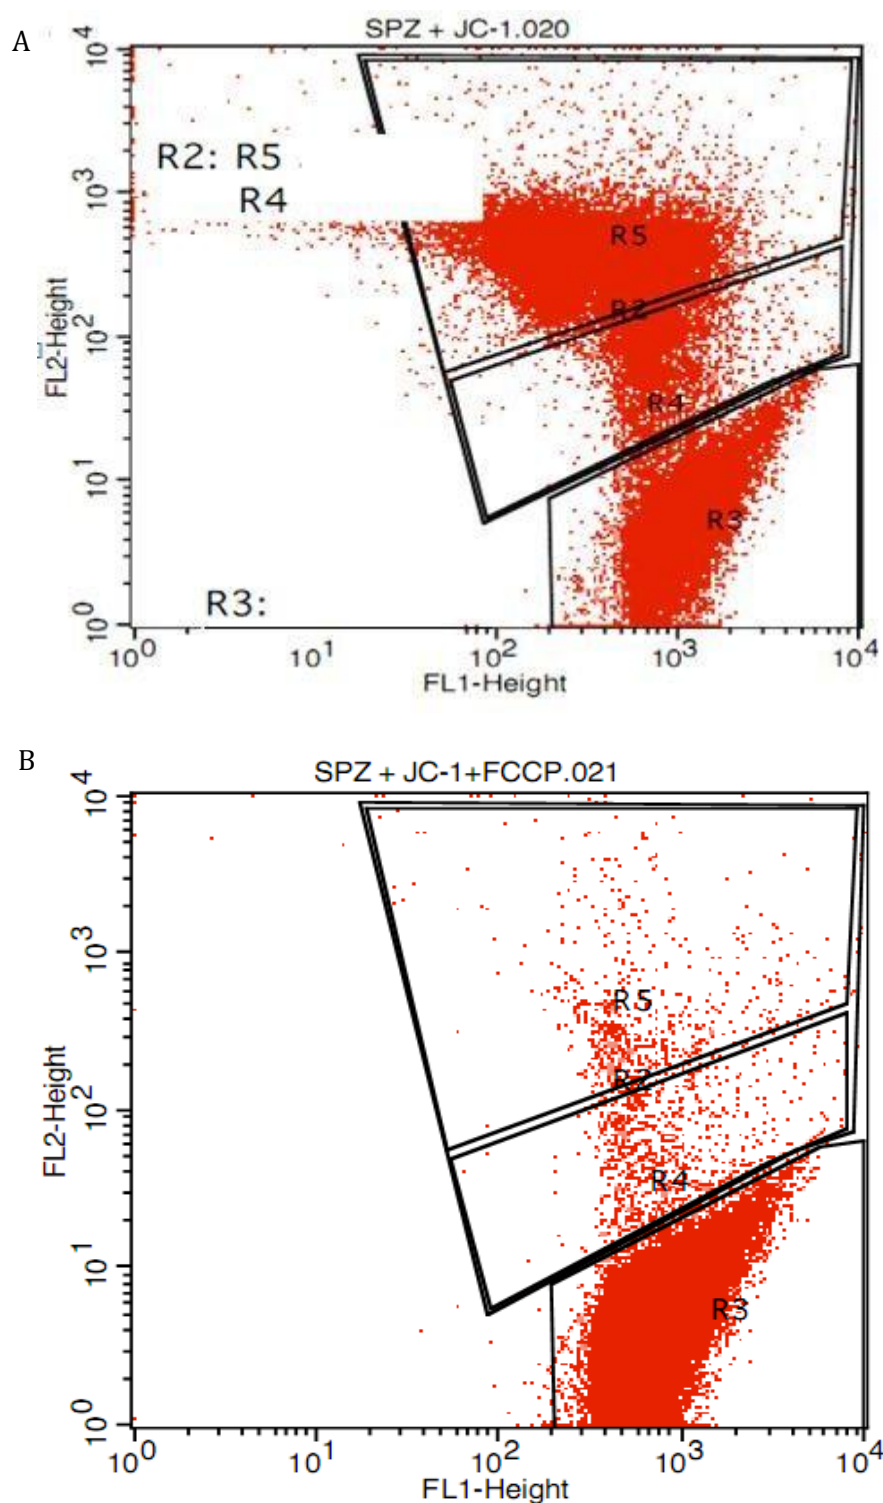 A
SPZ + JC-1.020
10^4
10^3
10^2
10^1
10^0
FL2-Height
R2: R5
R4
R5
R2
R4
R3
R3:
10^0 10^1 10^2 10^3 10^4
FL1-Height
B
SPZ + JC-1+FCCP.021
10^4
10^3
10^2
10^1
10^0
FL2-Height
R5
R2
R4
R3
10^0 10^1 10^2 10^3 10^4
FL1-Height